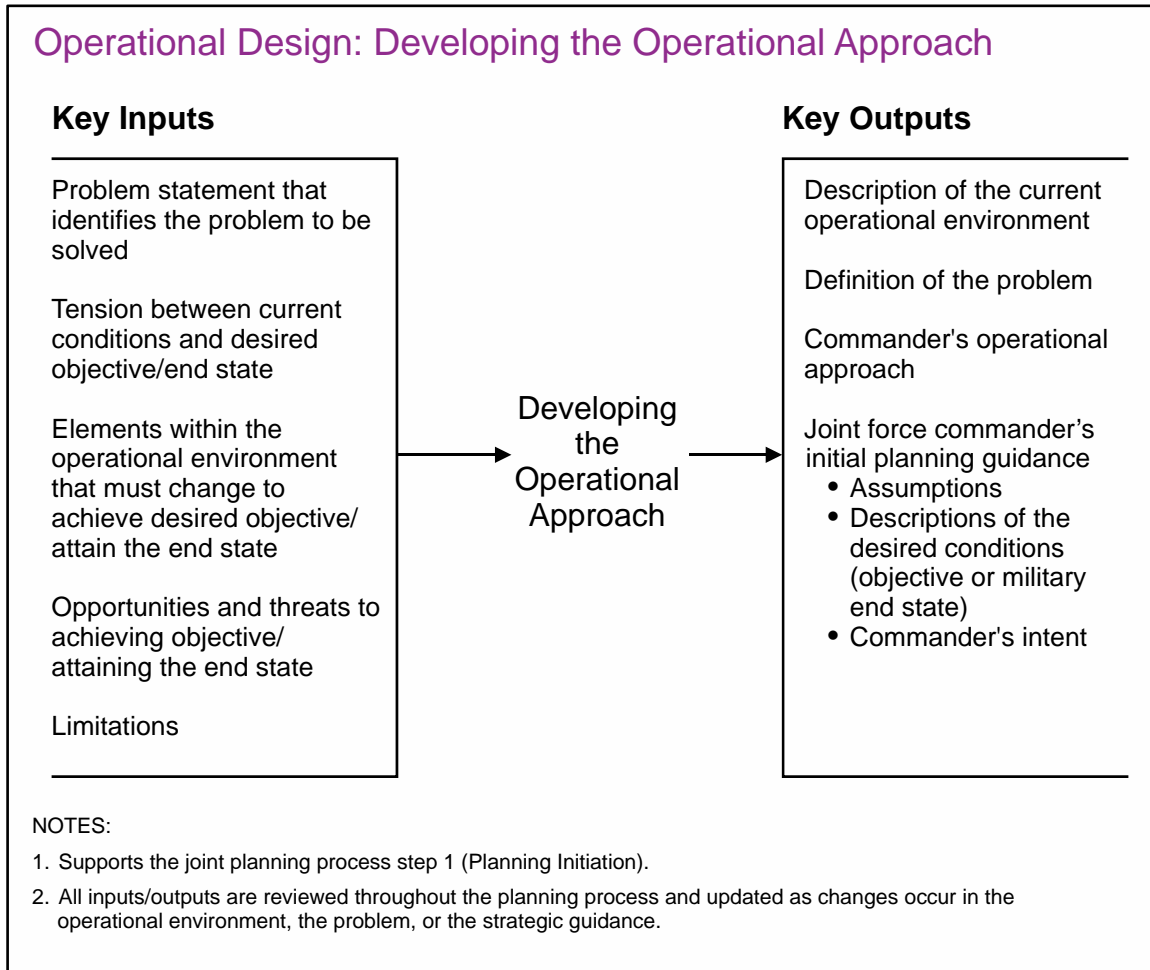 Operational Design: Developing the Operational Approach
Key Inputs
Problem statement that
identifies the problem to be
solved
Tension between current
conditions and desired
objective/end state
Elements within the
operational environment
that must change to
achieve desired objective/
attain the end state
Opportunities and threats to
achieving objective/
attaining the end state
Limitations
Developing
the
Operational
Approach
Key Outputs
Description of the current
operational environment
Definition of the problem
Commander's operational
approach
Joint force commander’s
initial planning guidance
• Assumptions
• Descriptions of the
desired conditions
(objective or military
end state)
• Commander's intent
NOTES:
1. Supports the joint planning process step 1 (Planning Initiation).
2. All inputs/outputs are reviewed throughout the planning process and updated as changes occur in the
operational environment, the problem, or the strategic guidance.